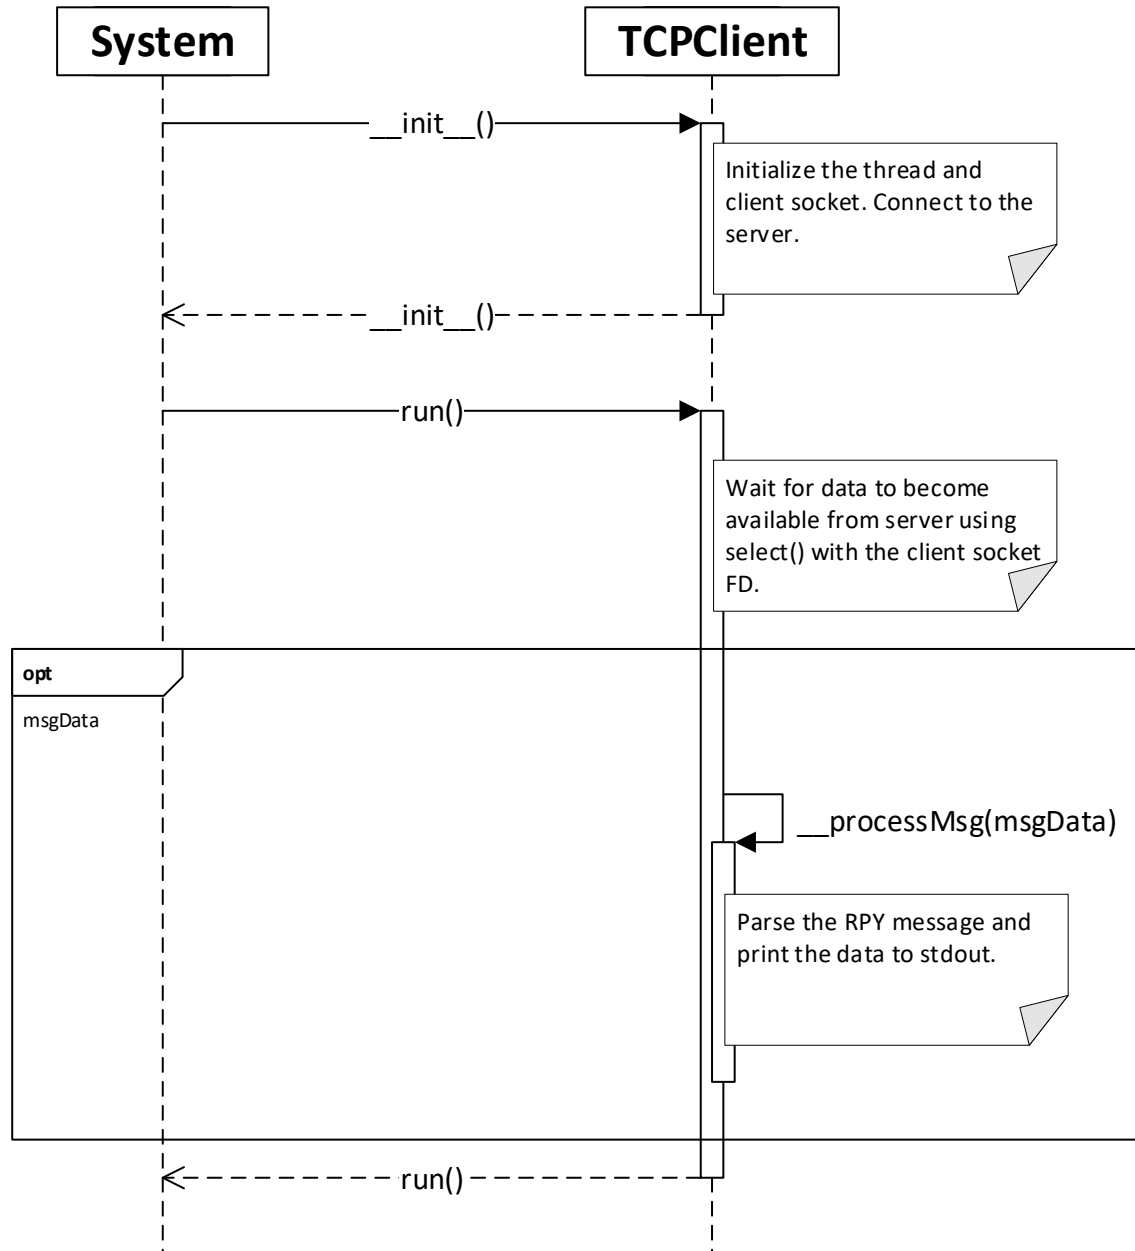 System
TCPClient
__init__()
Initialize the thread and
client socket. Connect to the
server.
__init__()
run()
Wait for data to become
available from server using
select() with the client socket
FD.
opt
msgData
__processMsg(msgData)
Parse the RPY message and
print the data to stdout.
run()